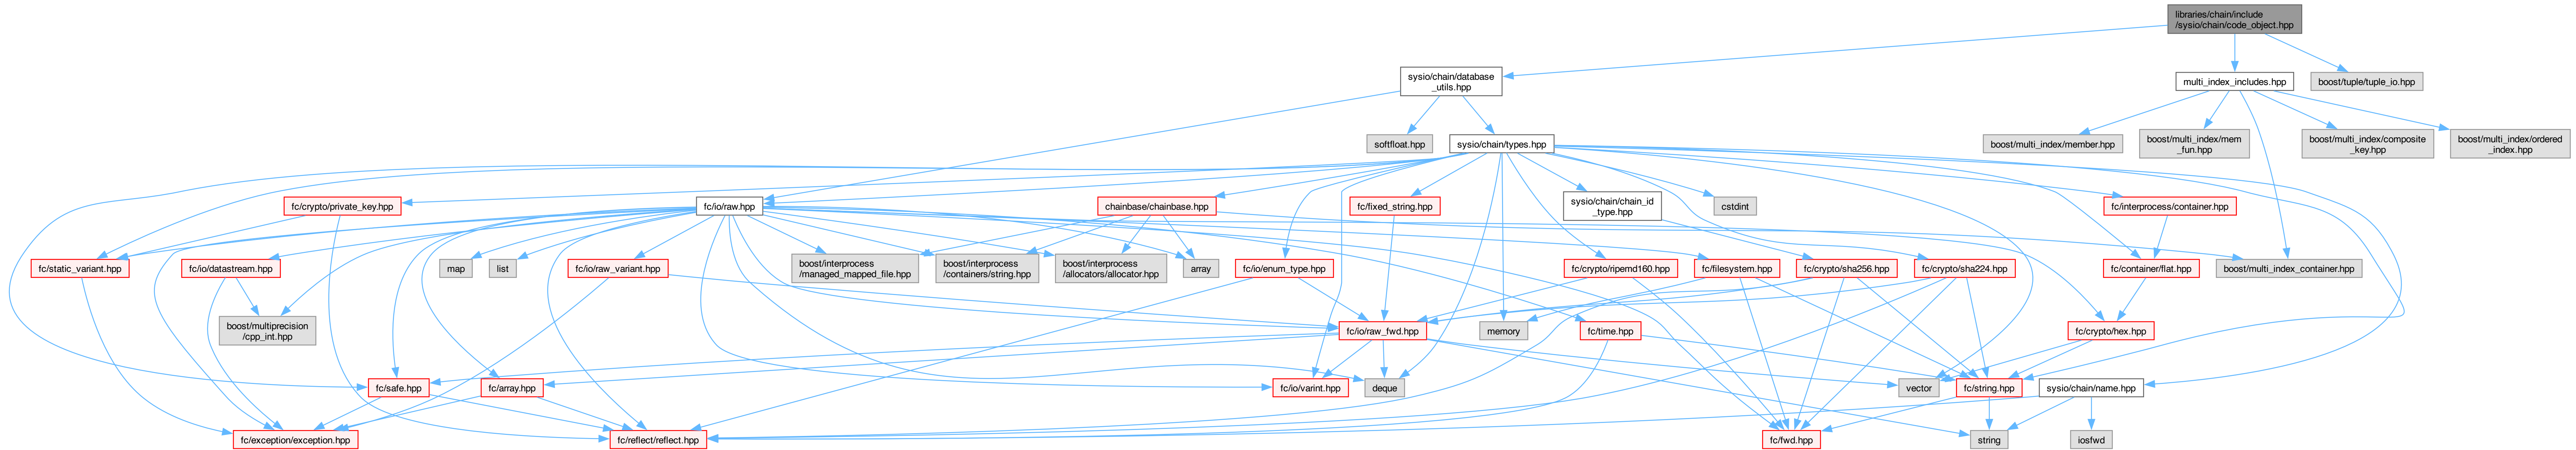 libraries/chain/include
/sysio/chain/code_object.hpp
sysio/chain/database
_utils.hpp
multi_index_includes.hpp
boost/tuple/tuple_io.hpp
softfloat.hpp
sysio/chain/types.hpp
boost/multi_index/member.hpp
boost/multi_index/mem
_fun.hpp
boost/multi_index/composite
_key.hpp
boost/multi_index/ordered
_index.hpp
fc/crypto/private_key.hpp
fc/io/raw.hpp
chainbase/chainbase.hpp
fc/fixed_string.hpp
sysio/chain/chain_id
_type.hpp
cstdint
fc/interprocess/container.hpp
fc/static_variant.hpp
fc/io/datastream.hpp
map
list
fc/io/raw_variant.hpp
boost/interprocess
/managed_mapped_file.hpp
boost/interprocess
/containers/string.hpp
boost/interprocess
/allocators/allocator.hpp
array
fc/io/enum_type.hpp
fc/crypto/ripemd160.hpp
fc/filesystem.hpp
fc/crypto/sha256.hpp
fc/crypto/sha224.hpp
fc/container/flat.hpp
boost/multi_index_container.hpp
boost/multiprecision
/cpp_int.hpp
fc/io/raw_fwd.hpp
memory
fc/time.hpp
fc/crypto/hex.hpp
fc/safe.hpp
fc/array.hpp
fc/io/varint.hpp
deque
vector
fc/string.hpp
sysio/chain/name.hpp
fc/exception/exception.hpp
fc/reflect/reflect.hpp
fc/fwd.hpp
string
iosfwd